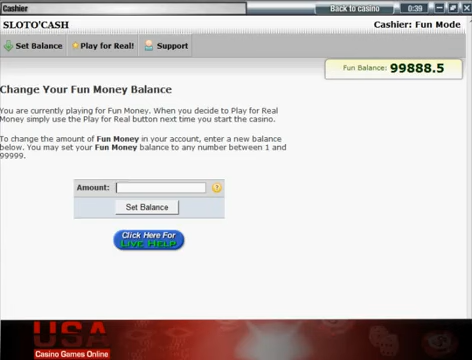 Cashier
Back to casino
0:39
SLOTO'CASH
Cashier: Fun Mode
Set Balance
Play for Real!
Support
Fun Balance: 99888.5
Change Your Fun Money Balance
You are currently playing for Fun Money. When you decide to Play for Real
Money simply use the Play for Real button next time you start the casino.
To change the amount of Fun Money in your account, enter a new balance
below. You may set your Fun Money balance to any number between 1 and
99999.
Amount:
?
Set Balance
Click Here For
LIVE HELP
USA
Casino Games Online